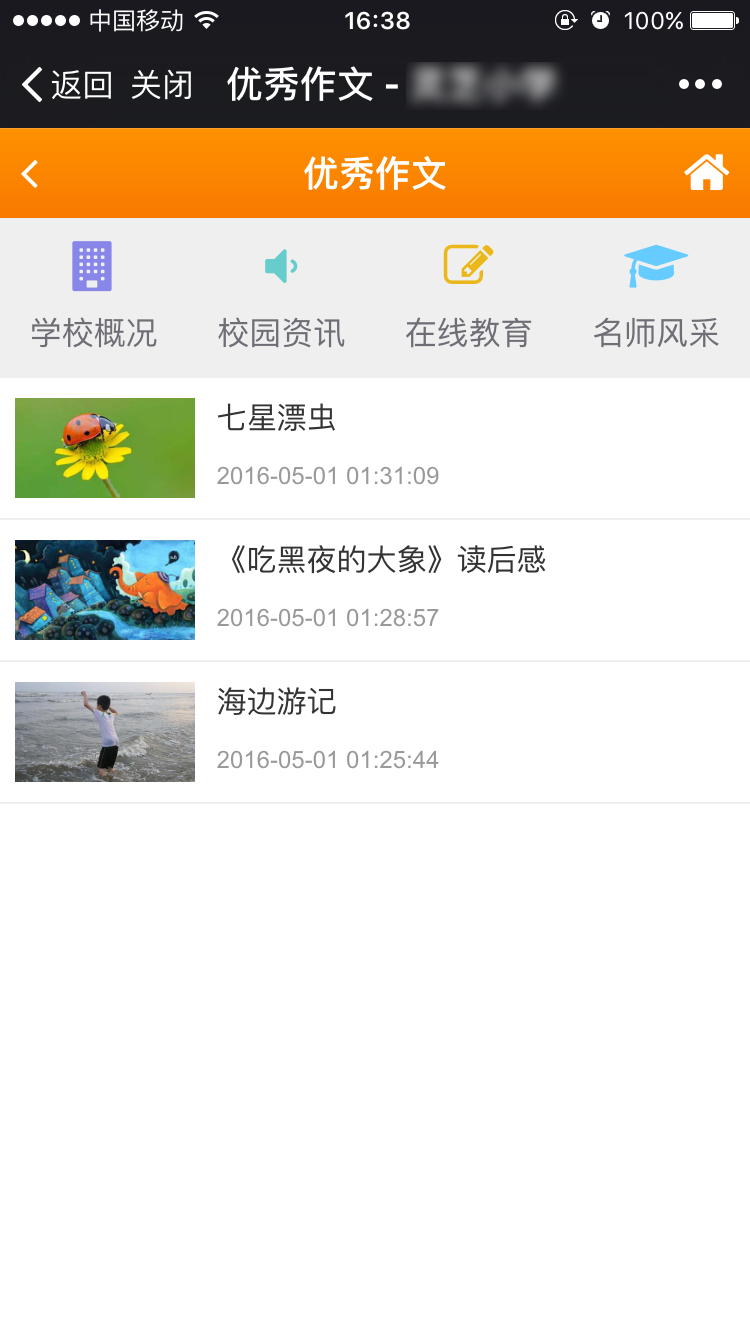 中国移动 16:38 100%
返回 关闭 优秀作文 -
优秀作文
学校概况 校园资讯 在线教育 名师风采
七星漂虫
2016-05-01 01:31:09
《吃黑夜的大象》读后感
2016-05-01 01:28:57
海边游记
2016-05-01 01:25:44